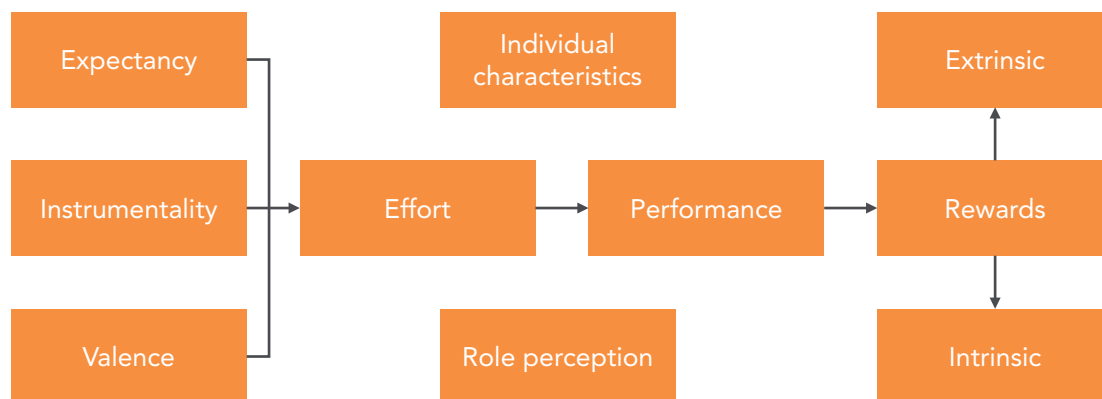 Expectancy
Individual
characteristics
Extrinsic
Instrumentality
Effort
Performance
Rewards
Valence
Role perception
Intrinsic